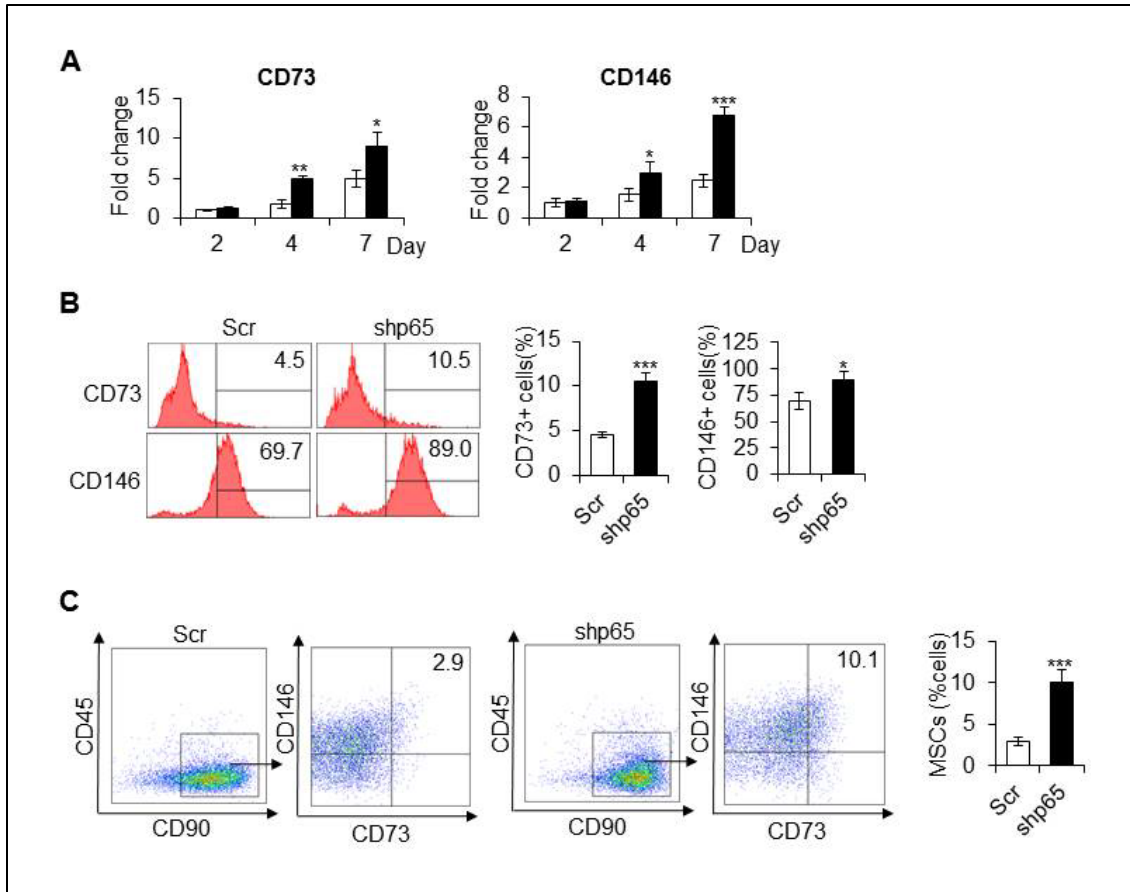 A
CD73
Fold change
15
10
5
0
**
*
2 4 7 Day
CD146
Fold change
8
6
4
2
0
*
***
2 4 7 Day
B
Scr shp65
CD73
4.5 10.5
CD146
69.7 89.0
CD73+ cells(%)
15
10
5
0
***
Scr shp65
CD146+ cells(%)
125
100
75
50
25
0
*
Scr shp65
C
Scr
CD45
CD90
CD146
2.9
CD73
shp65
CD45
CD90
CD146
10.1
CD73
MSCs (%cells)
15
10
5
0
***
Scr shp65